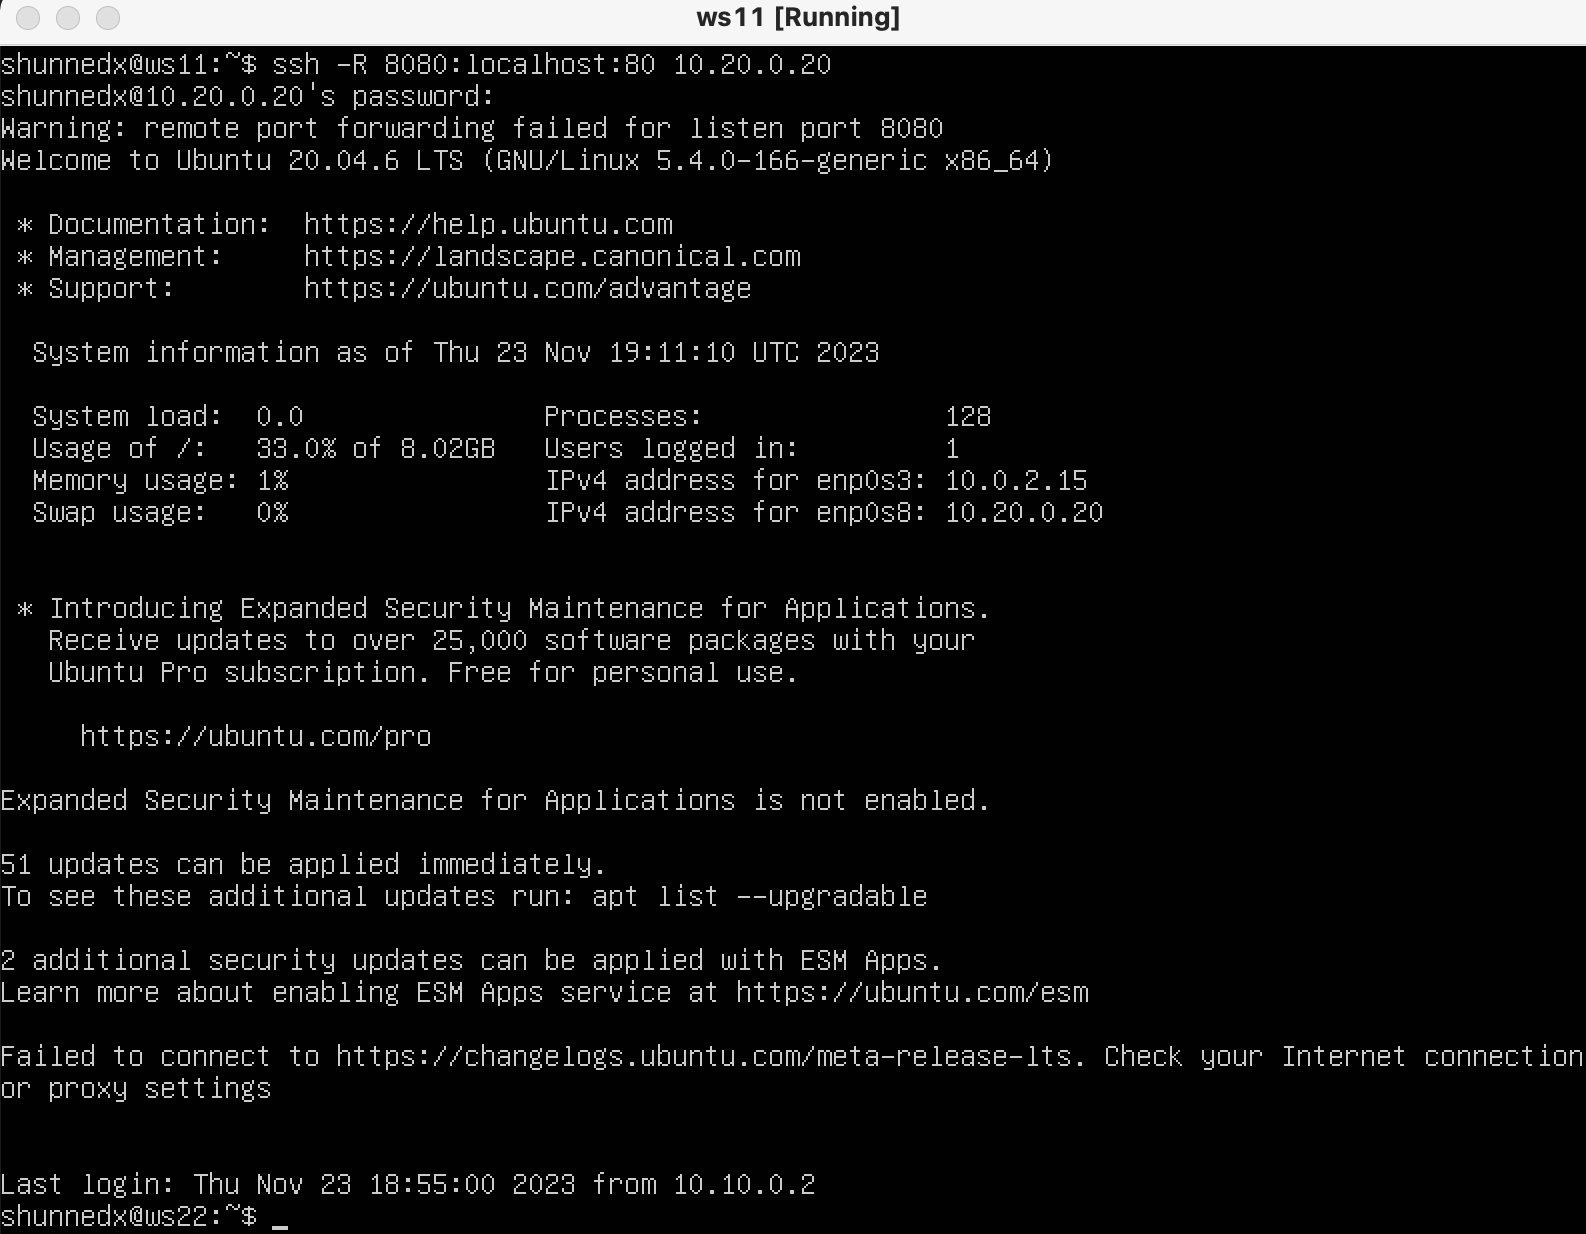 ws11 [Running]
shunnedx@ws11:~$ ssh -R 8080:localhost:80 10.20.0.20
shunnedx@10.20.0.20's password:
Warning: remote port forwarding failed for listen port 8080
Welcome to Ubuntu 20.04.6 LTS (GNU/Linux 5.4.0-166-generic x86_64)
* Documentation:  https://help.ubuntu.com
* Management:     https://landscape.canonical.com
* Support:        https://ubuntu.com/advantage
System information as of Thu 23 Nov 19:11:10 UTC 2023
System load:  0.0               Processes:               128
Usage of /:   33.0% of 8.02GB   Users logged in:         1
Memory usage: 1%                IPv4 address for enp0s3: 10.0.2.15
Swap usage:   0%                IPv4 address for enp0s8: 10.20.0.20
* Introducing Expanded Security Maintenance for Applications.
Receive updates to over 25,000 software packages with your
Ubuntu Pro subscription. Free for personal use.
https://ubuntu.com/pro
Expanded Security Maintenance for Applications is not enabled.
51 updates can be applied immediately.
To see these additional updates run: apt list --upgradable
2 additional security updates can be applied with ESM Apps.
Learn more about enabling ESM Apps service at https://ubuntu.com/esm
Failed to connect to https://changelogs.ubuntu.com/meta-release-lts. Check your Internet connection
or proxy settings
Last login: Thu Nov 23 18:55:00 2023 from 10.10.0.2
shunnedx@ws22:~$ _